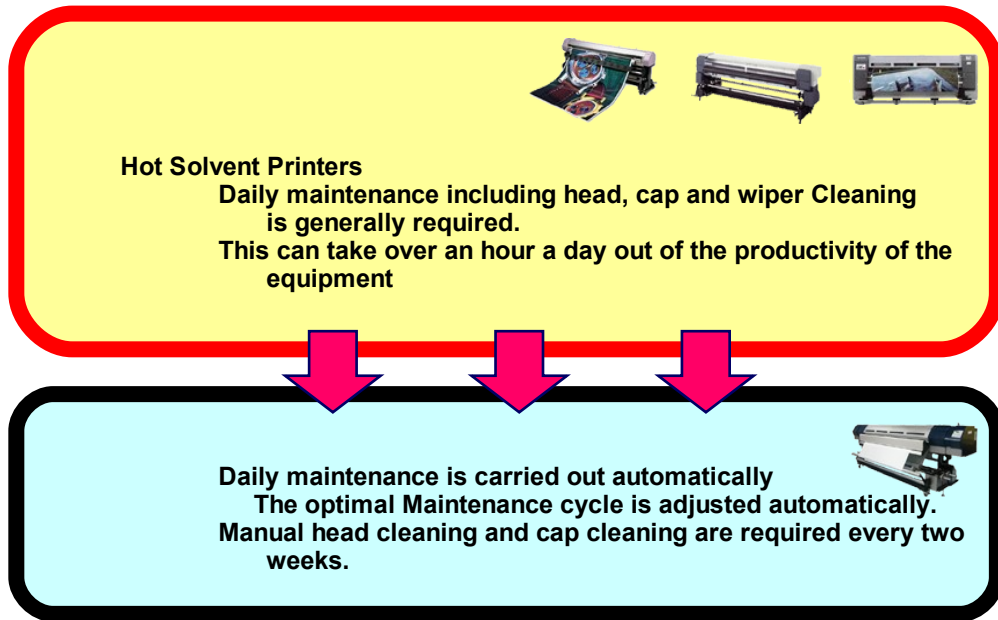 Hot Solvent Printers
Daily maintenance including head, cap and wiper Cleaning
is generally required.
This can take over an hour a day out of the productivity of the
equipment
Daily maintenance is carried out automatically
The optimal Maintenance cycle is adjusted automatically.
Manual head cleaning and cap cleaning are required every two
weeks.